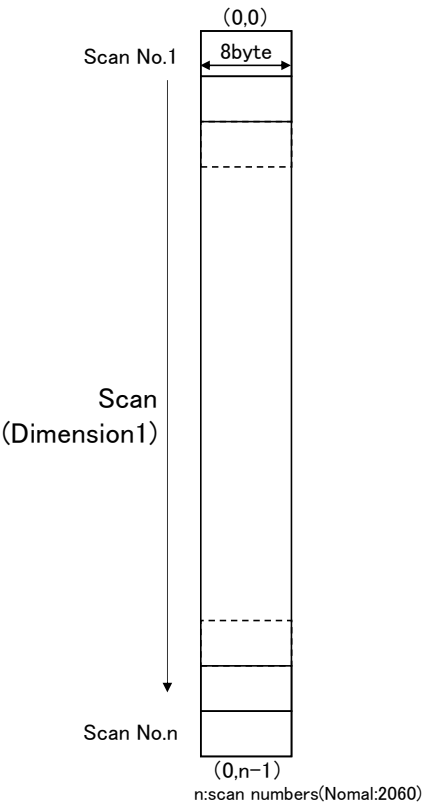 (0,0)
Scan No.1
8byte
Scan
(Dimension1)
Scan No.n
(0,n-1)
n:scan numbers(Nomal:2060)